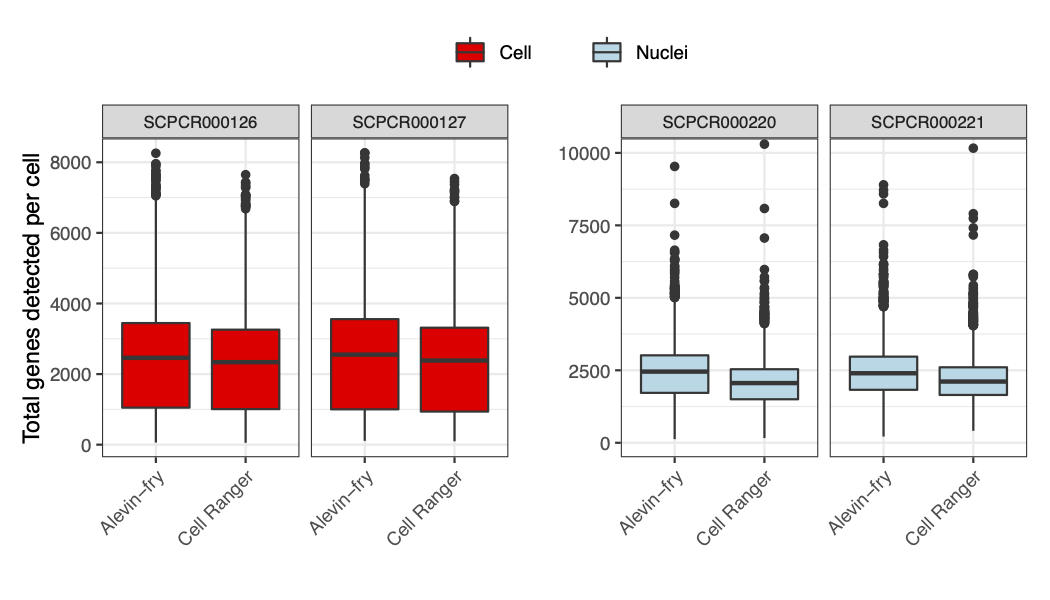 Cell Nuclei
SCPCR000126 SCPCR000127 SCPCR000220 SCPCR000221
Total genes detected per cell
8000
6000
4000
2000
0
10000
7500
5000
2500
0
Alevin−fry Cell Ranger Alevin−fry Cell Ranger Alevin−fry Cell Ranger Alevin−fry Cell Ranger